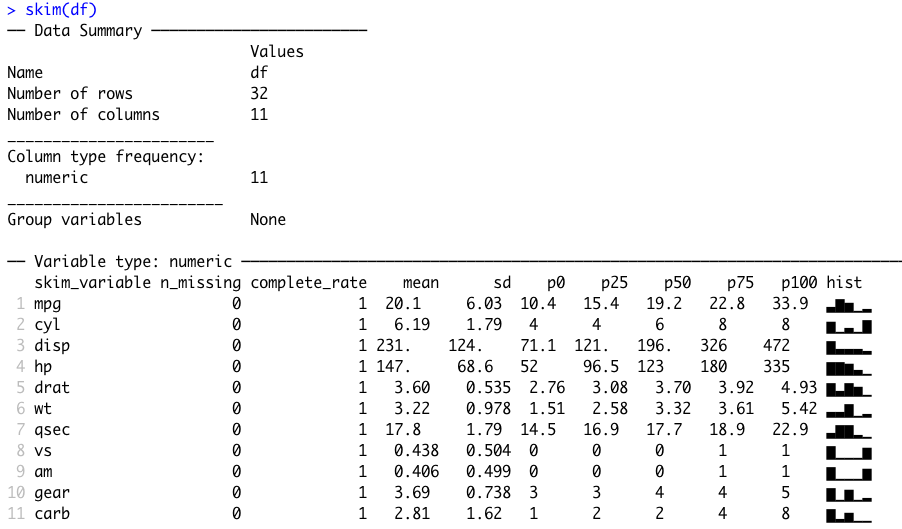 > skim(df)
── Data Summary ────────────────────────
                           Values
Name                       df
Number of rows             32
Number of columns          11
_______________________
Column type frequency:
  numeric                  11
________________________
Group variables            None
── Variable type: numeric ──────────────────────────────────────────────
   skim_variable n_missing complete_rate    mean      sd    p0    p25    p50    p75   p100 hist
 1 mpg                   0             1  20.1     6.03  10.4   15.4   19.2   22.8   33.9  ▃▇▅▁▂
 2 cyl                   0             1   6.19    1.79   4      4      6      8      8    ▆▁▃▁▇
 3 disp                  0             1 231.    124.    71.1  121.   196.   326    472    ▇▃▃▃▂
 4 hp                    0             1 147.     68.6   52     96.5  123    180    335    ▇▇▆▃▁
 5 drat                  0             1   3.60    0.535  2.76   3.08   3.70   3.92   4.93 ▇▃▇▅▁
 6 wt                    0             1   3.22    0.978  1.51   2.58   3.32   3.61   5.42 ▃▃▇▁▂
 7 qsec                  0             1  17.8     1.79  14.5   16.9   17.7   18.9   22.9  ▃▇▇▂▁
 8 vs                    0             1   0.438   0.504  0      0      0      1      1    ▇▁▁▁▆
 9 am                    0             1   0.406   0.499  0      0      0      1      1    ▇▁▁▁▆
10 gear                  0             1   3.69    0.738  3      3      4      4      5    ▇▁▆▁▂
11 carb                  0             1   2.81    1.62   1      2      2      4      8    ▇▂▅▁▁